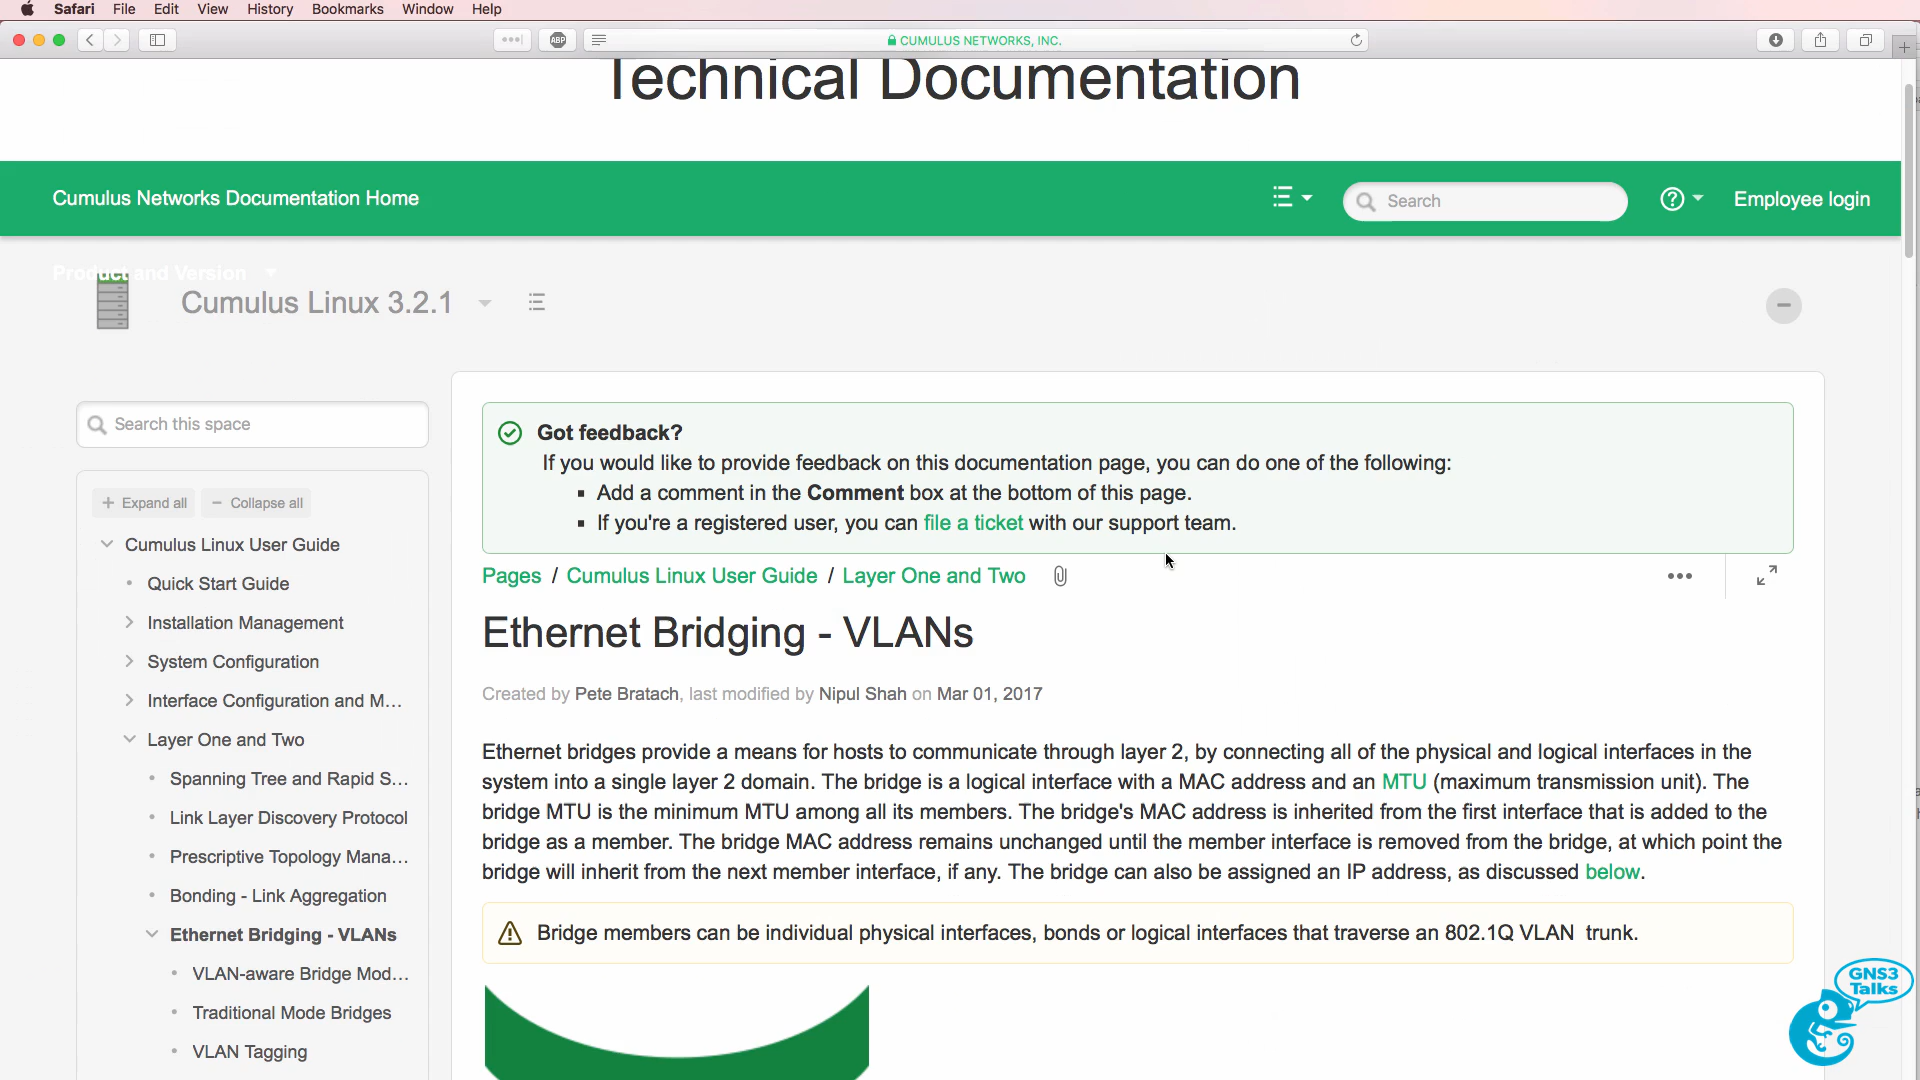 Safari File Edit View History Bookmarks Window Help
ABP
CUMULUS NETWORKS, INC.
Technical Documentation
Cumulus Networks Documentation Home
Search
Employee login
Product and Version
Cumulus Linux 3.2.1
Search this space
Expand all
Collapse all
Cumulus Linux User Guide
Quick Start Guide
Installation Management
System Configuration
Interface Configuration and M...
Layer One and Two
Spanning Tree and Rapid S...
Link Layer Discovery Protocol
Prescriptive Topology Mana...
Bonding - Link Aggregation
Ethernet Bridging - VLANs
VLAN-aware Bridge Mod...
Traditional Mode Bridges
VLAN Tagging
Got feedback?
If you would like to provide feedback on this documentation page, you can do one of the following:
Add a comment in the Comment box at the bottom of this page.
If you're a registered user, you can file a ticket with our support team.
Pages / Cumulus Linux User Guide / Layer One and Two
Ethernet Bridging - VLANs
Created by Pete Bratach, last modified by Nipul Shah on Mar 01, 2017
Ethernet bridges provide a means for hosts to communicate through layer 2, by connecting all of the physical and logical interfaces in the
system into a single layer 2 domain. The bridge is a logical interface with a MAC address and an MTU (maximum transmission unit). The
bridge MTU is the minimum MTU among all its members. The bridge's MAC address is inherited from the first interface that is added to the
bridge as a member. The bridge MAC address remains unchanged until the member interface is removed from the bridge, at which point the
bridge will inherit from the next member interface, if any. The bridge can also be assigned an IP address, as discussed below.
Bridge members can be individual physical interfaces, bonds or logical interfaces that traverse an 802.1Q VLAN trunk.
GNS3
Talks